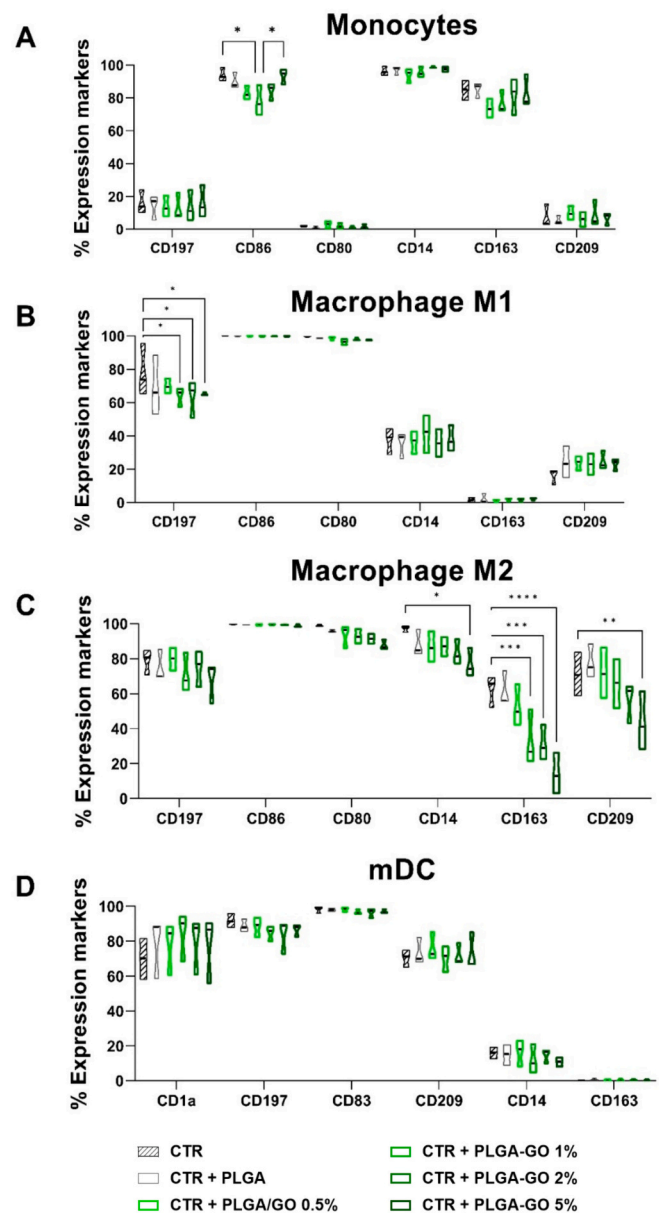 A
Monocytes
* *
% Expression markers
100
80
60
40
20
0
CD197 CD86 CD80 CD14 CD163 CD209
B
Macrophage M1
*
*
*
% Expression markers
100
80
60
40
20
0
CD197 CD86 CD80 CD14 CD163 CD209
C
Macrophage M2
* **** **
***
***
% Expression markers
100
80
60
40
20
0
CD197 CD86 CD80 CD14 CD163 CD209
D
mDC
% Expression markers
100
80
60
40
20
0
CD1a CD197 CD83 CD209 CD14 CD163
CTR CTR + PLGA-GO 1%
CTR + PLGA CTR + PLGA-GO 2%
CTR + PLGA/GO 0.5% CTR + PLGA-GO 5%